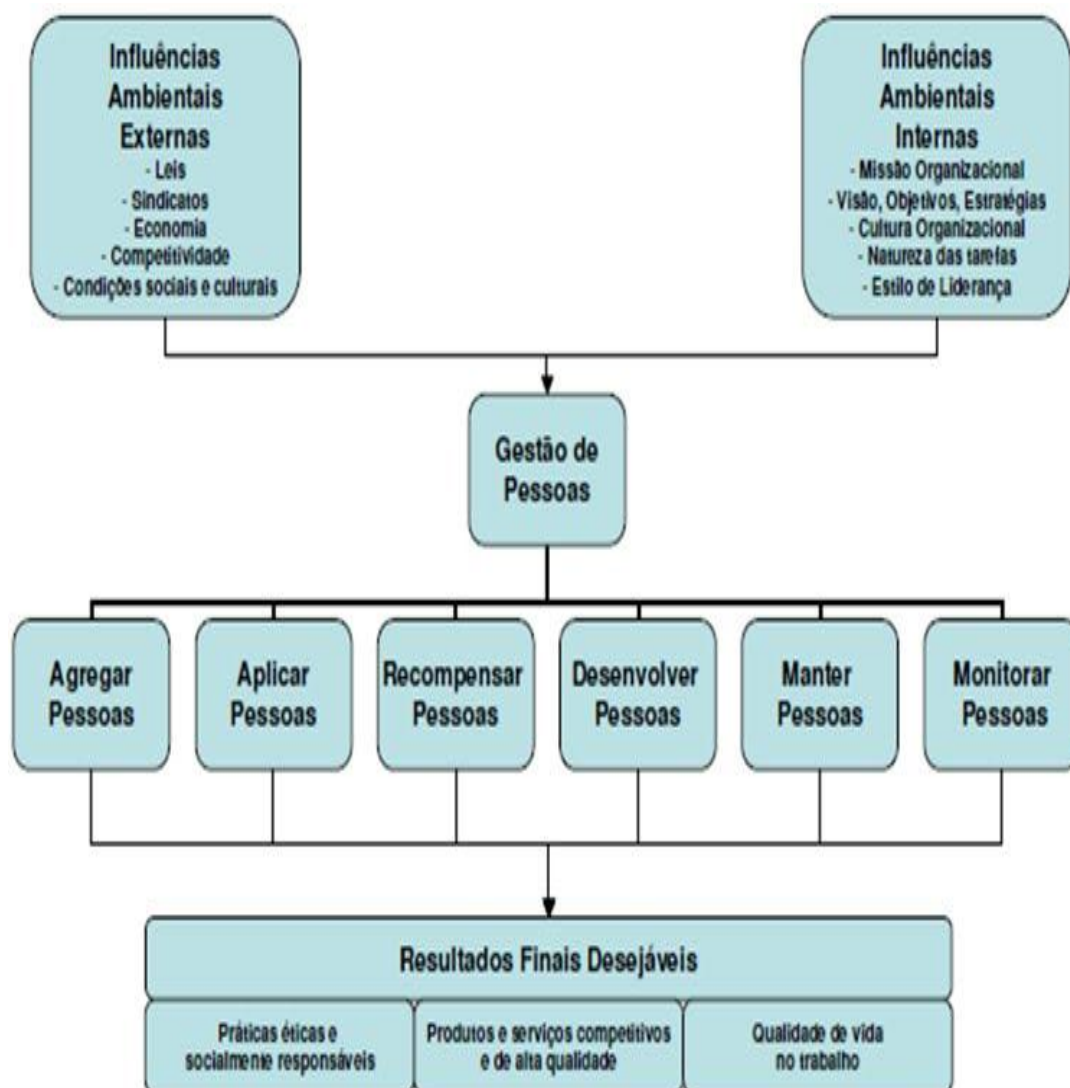 Influências
Ambientais
Externas
- Leis
- Sindicatos
- Economia
- Competitividade
- Condições sociais e culturais
Influências
Ambientais
Internas
- Missão Organizacional
- Visão, Objetivos, Estratégias
- Cultura Organizacional
- Natureza das tarefas
- Estilo de Liderança
Gestão de
Pessoas
Agregar
Pessoas
Aplicar
Pessoas
Recompensar
Pessoas
Desenvolver
Pessoas
Manter
Pessoas
Monitorar
Pessoas
Resultados Finais Desejáveis
Práticas éticas e
socialmente responsáveis
Produtos e serviços competitivos
e de alta qualidade
Qualidade de vida
no trabalho